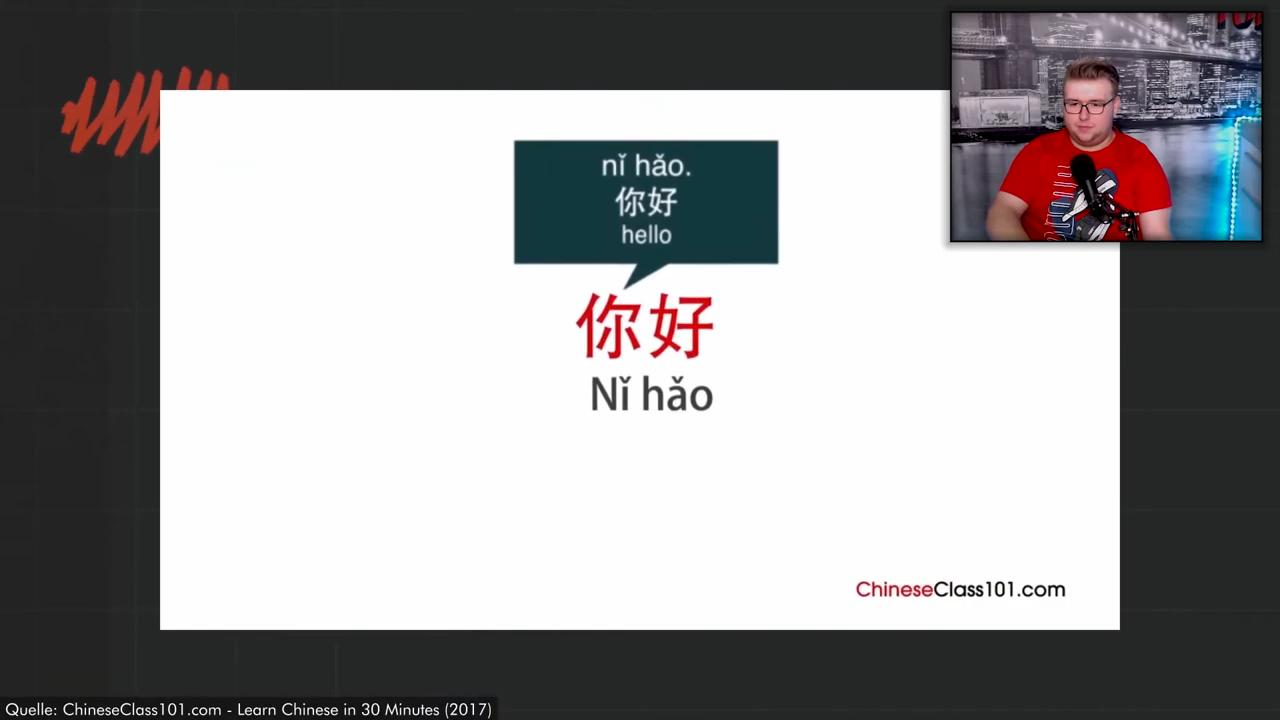 nǐ hǎo.
你好
hello
你好
Nǐ hǎo
ChineseClass101.com
Quelle: ChineseClass101.com - Learn Chinese in 30 Minutes (2017)